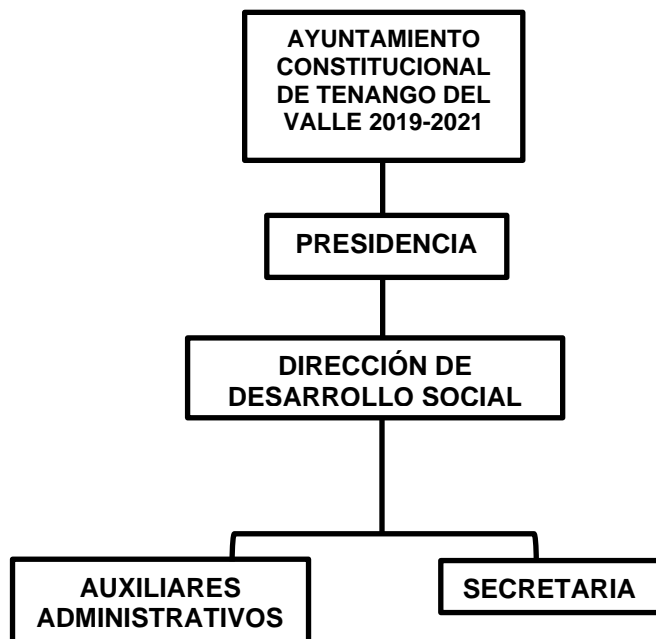 AYUNTAMIENTO
CONSTITUCIONAL
DE TENANGO DEL
VALLE 2019-2021
PRESIDENCIA
DIRECCIÓN DE
DESARROLLO SOCIAL
AUXILIARES
ADMINISTRATIVOS
SECRETARIA